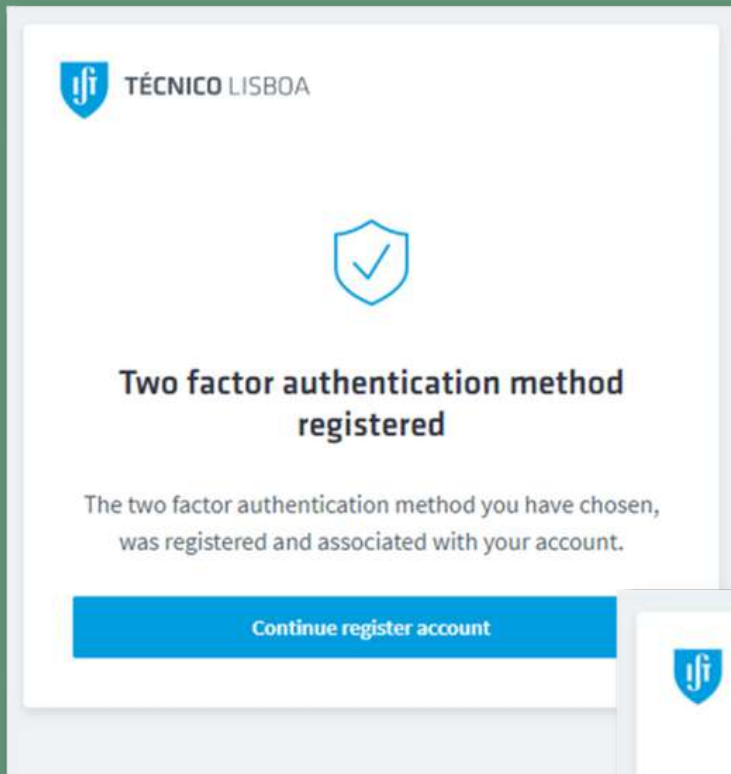 TÉCNICO LISBOA
Two factor authentication method
registered
The two factor authentication method you have chosen,
was registered and associated with your account.
Continue register account